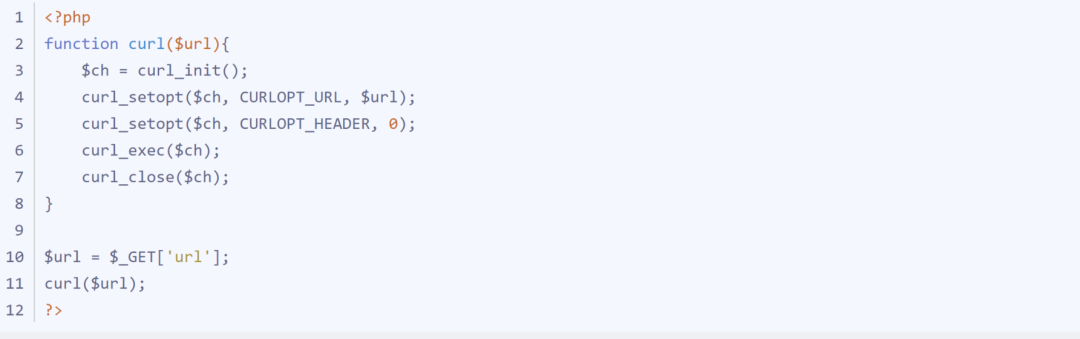 1 <?php
2 function curl($url){
3     $ch = curl_init();
4     curl_setopt($ch, CURLOPT_URL, $url);
5     curl_setopt($ch, CURLOPT_HEADER, 0);
6     curl_exec($ch);
7     curl_close($ch);
8 }
9
10 $url = $_GET['url'];
11 curl($url);
12 ?>